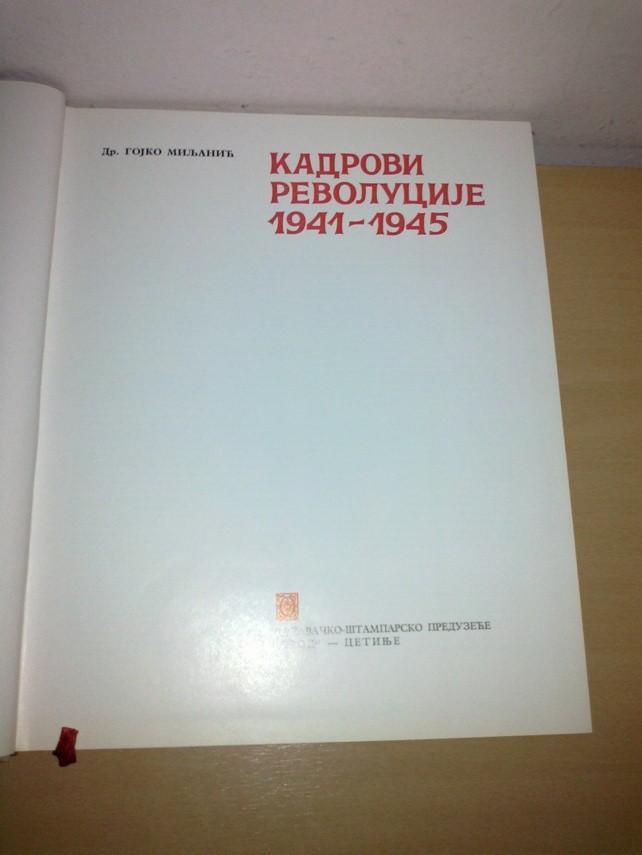 Др. ГОЈКО МИЉАНИЋ
КАДРОВИ
РЕВОЛУЦИЈЕ
1941-1945
ПРЕДУЗЕЋЕ
— ЦЕТИЊЕ